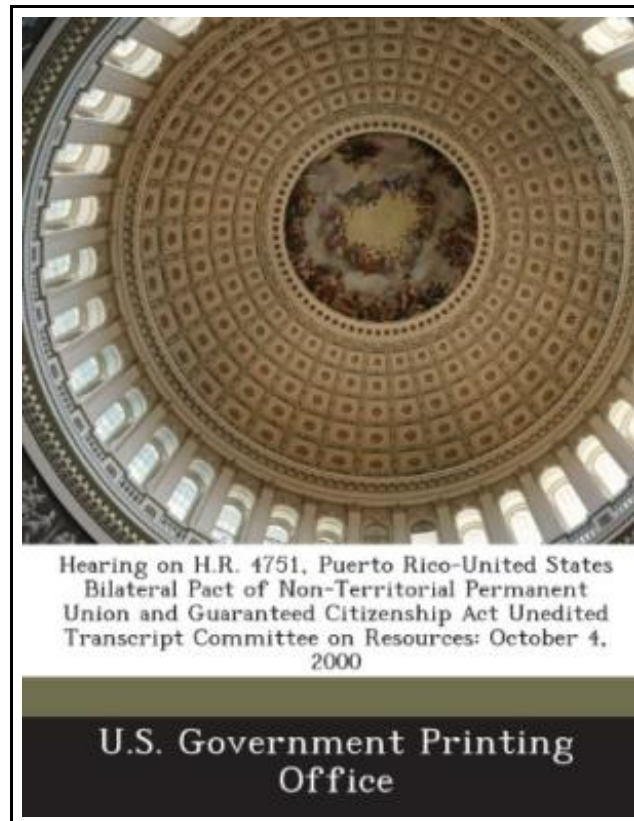 Hearing on H.R. 4751, Puerto Rico-United States
Bilateral Pact of Non-Territorial Permanent
Union and Guaranteed Citizenship Act Unedited
Transcript Committee on Resources: October 4,
2000
U.S. Government Printing
Office